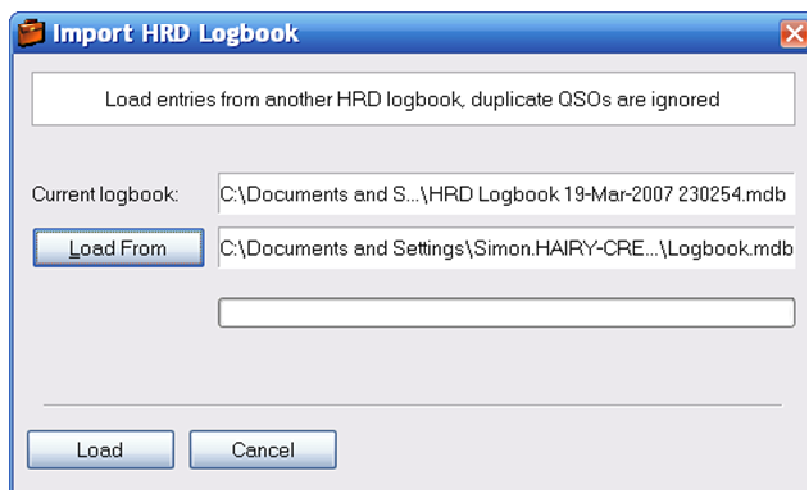 Import HRD Logbook
Load entries from another HRD logbook, duplicate QSOs are ignored
Current logbook: C:\Documents and S...\HRD Logbook 19-Mar-2007 230254.mdb
Load From C:\Documents and Settings\Simon.HAIRY-CRE...\Logbook.mdb
Load Cancel